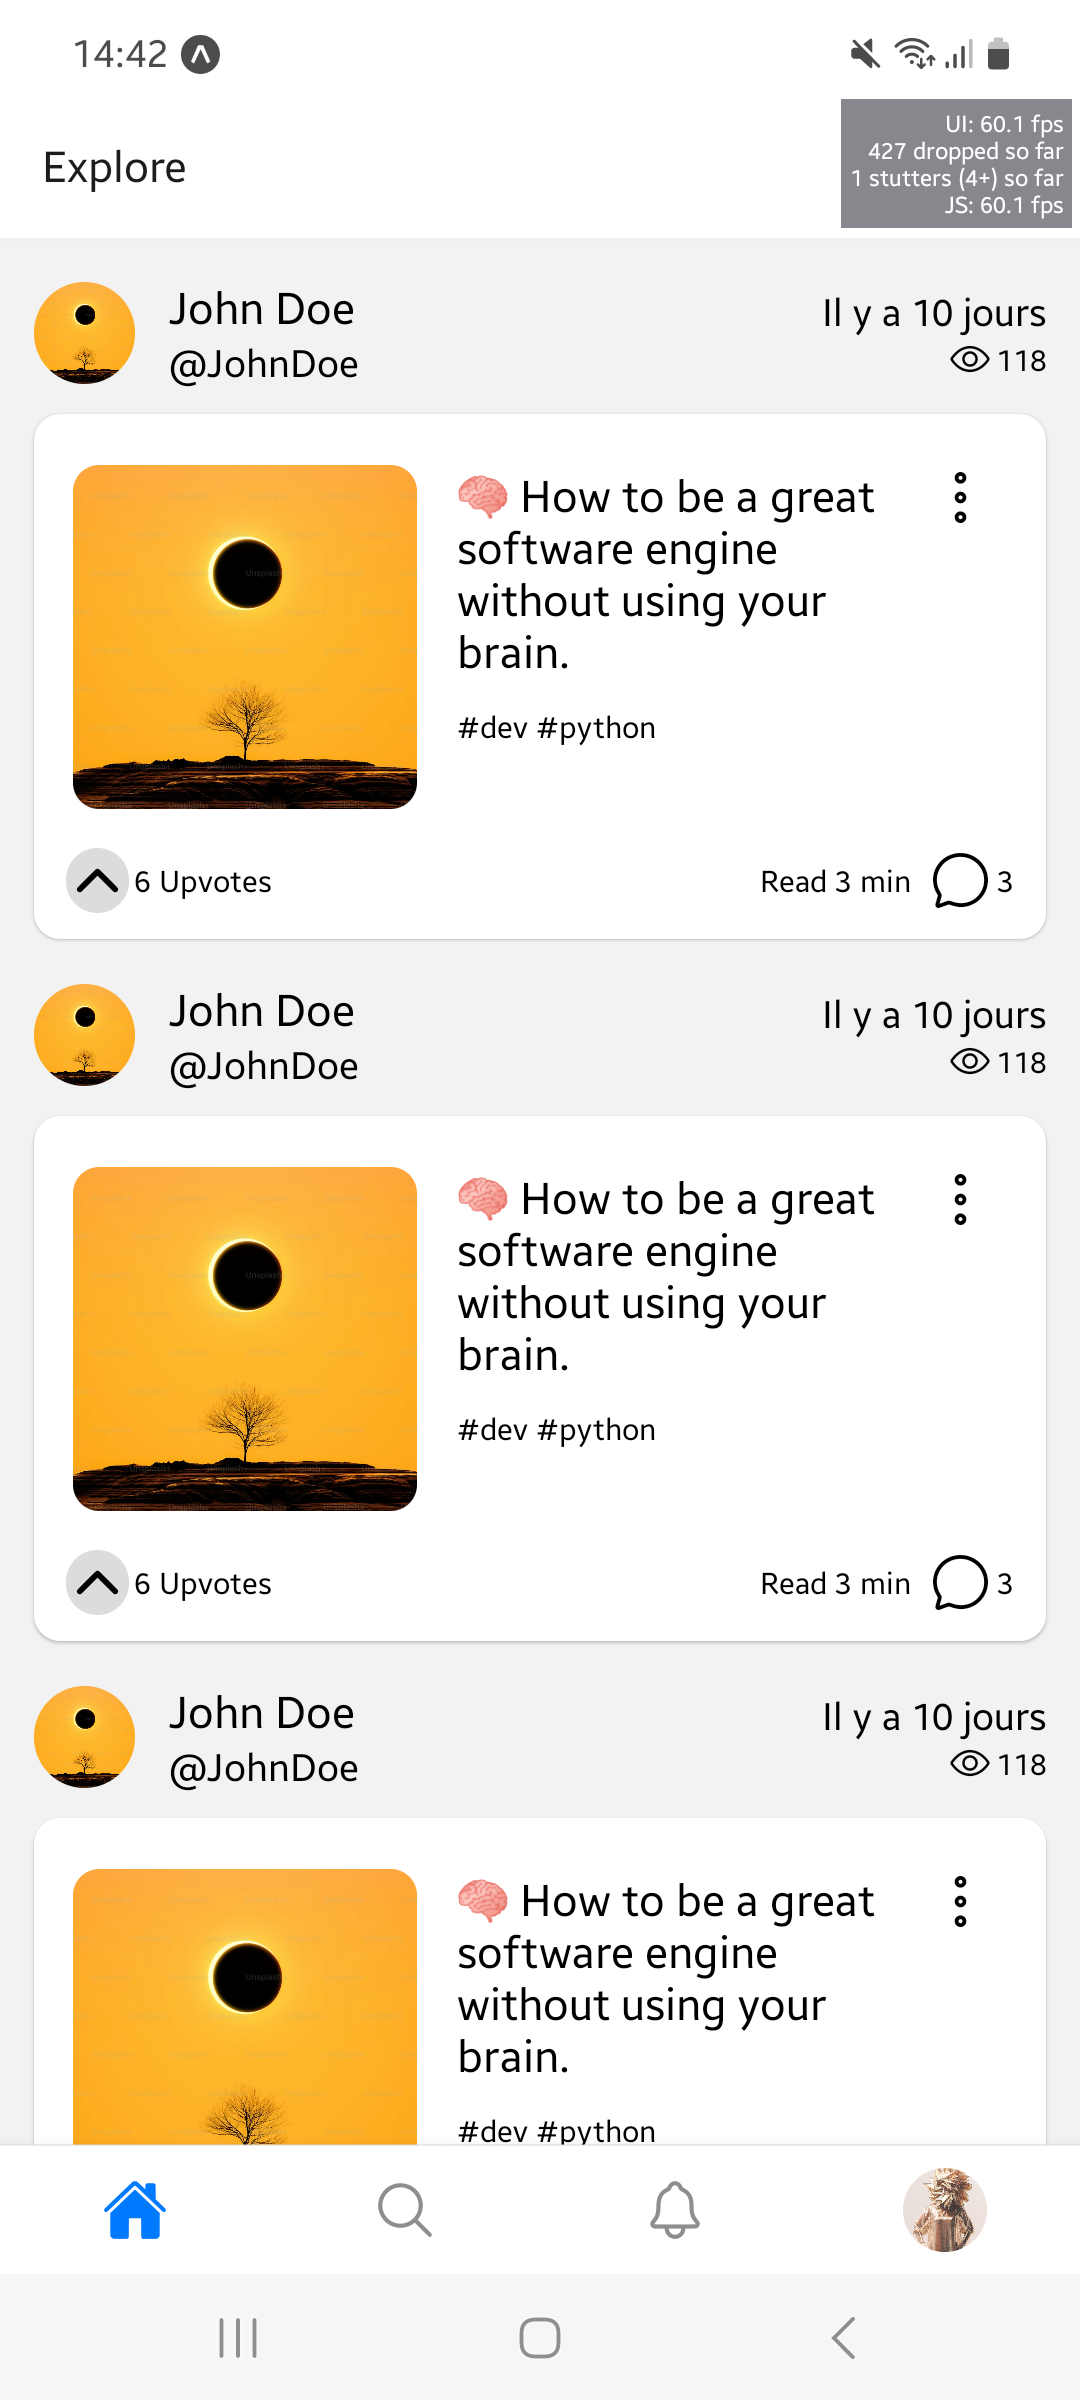 14:42
UI: 60.1 fps
427 dropped so far
1 stutters (4+) so far
JS: 60.1 fps
Explore
John Doe
Il y a 10 jours
@JohnDoe
118
🧠 How to be a great
software engine
without using your
brain.
#dev #python
Unsplash
6 Upvotes
Read 3 min
3
John Doe
Il y a 10 jours
@JohnDoe
118
🧠 How to be a great
software engine
without using your
brain.
#dev #python
Unsplash
6 Upvotes
Read 3 min
3
John Doe
Il y a 10 jours
@JohnDoe
118
🧠 How to be a great
software engine
without using your
brain.
#dev #python
Unsplash